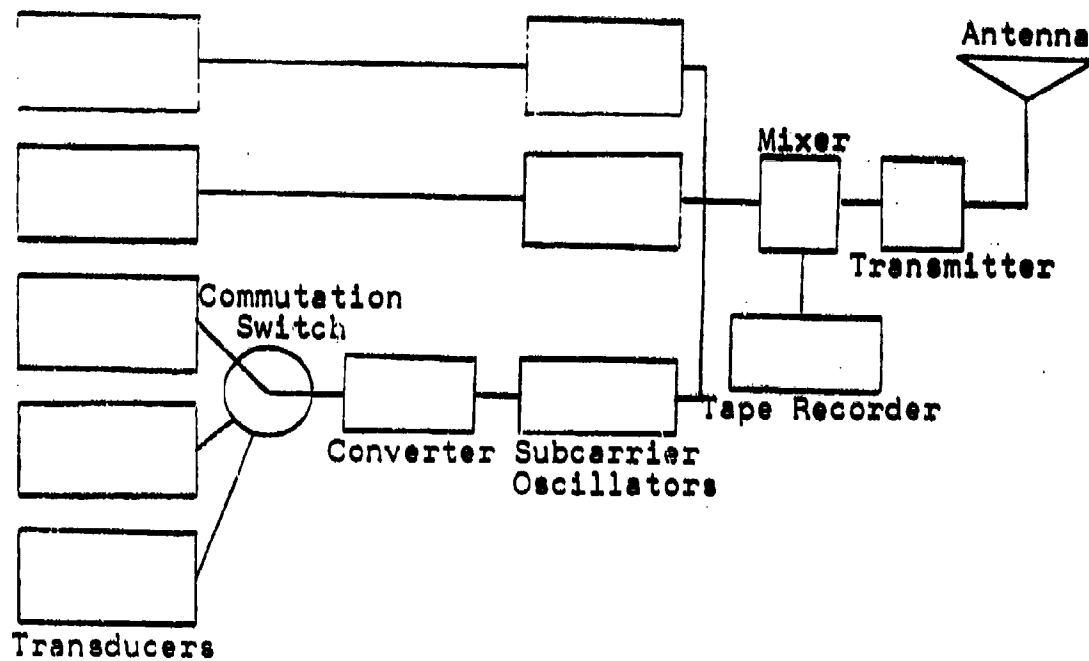 Antenna
Mixer
Transmitter
Commutation
Switch
Tape Recorder
Converter
Subcarrier
Oscillators
Transducers